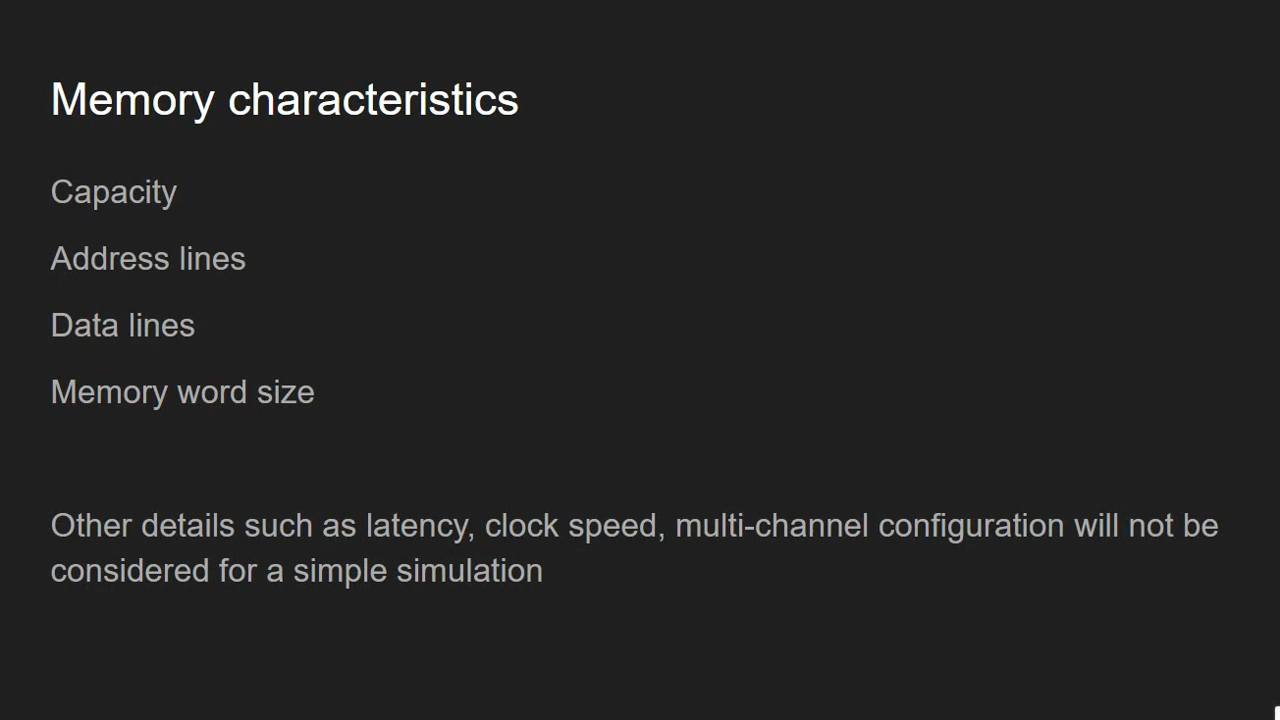 Memory characteristics
Capacity
Address lines
Data lines
Memory word size
Other details such as latency, clock speed, multi-channel configuration will not be
considered for a simple simulation